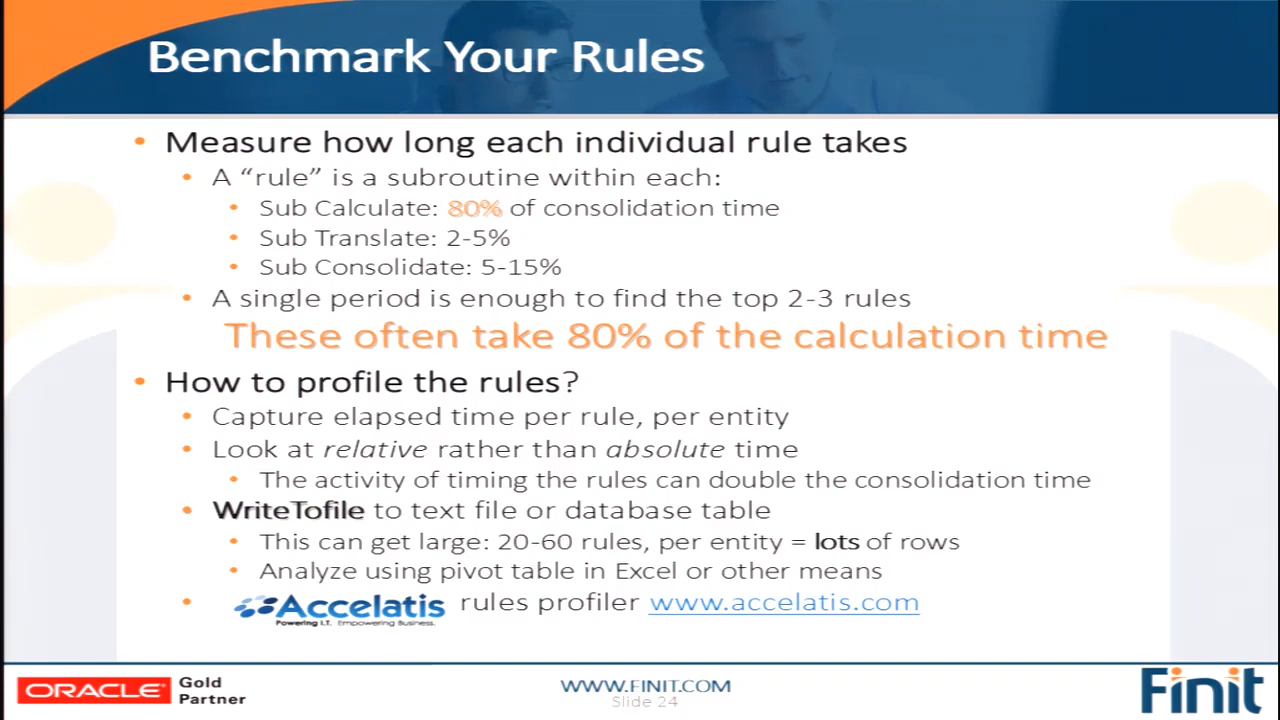 Benchmark Your Rules
• Measure how long each individual rule takes
• A “rule” is a subroutine within each:
• Sub Calculate: 80% of consolidation time
• Sub Translate: 2-5%
• Sub Consolidate: 5-15%
• A single period is enough to find the top 2-3 rules
These often take 80% of the calculation time
• How to profile the rules?
• Capture elapsed time per rule, per entity
• Look at relative rather than absolute time
• The activity of timing the rules can double the consolidation time
• WriteTofile to text file or database table
• This can get large: 20-60 rules, per entity = lots of rows
• Analyze using pivot table in Excel or other means
• Accelatis rules profiler www.accelatis.com
Powering I.T. Empowering Business.
ORACLE Gold Partner
WWW.FINIT.COM
Slide 24
Finit